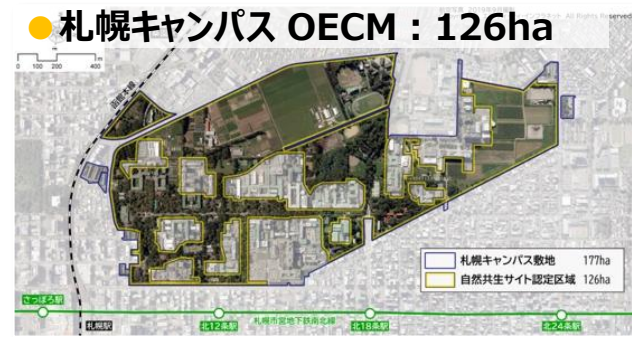 札幌キャンパス OECM：126ha
0 100 200 400
函館本線
札幌キャンパス敷地 177ha
自然共生サイト認定区域 126ha
さっぽろ駅
札幌駅
北12条駅
札幌市営地下鉄南北線
北18条駅
北24条駅